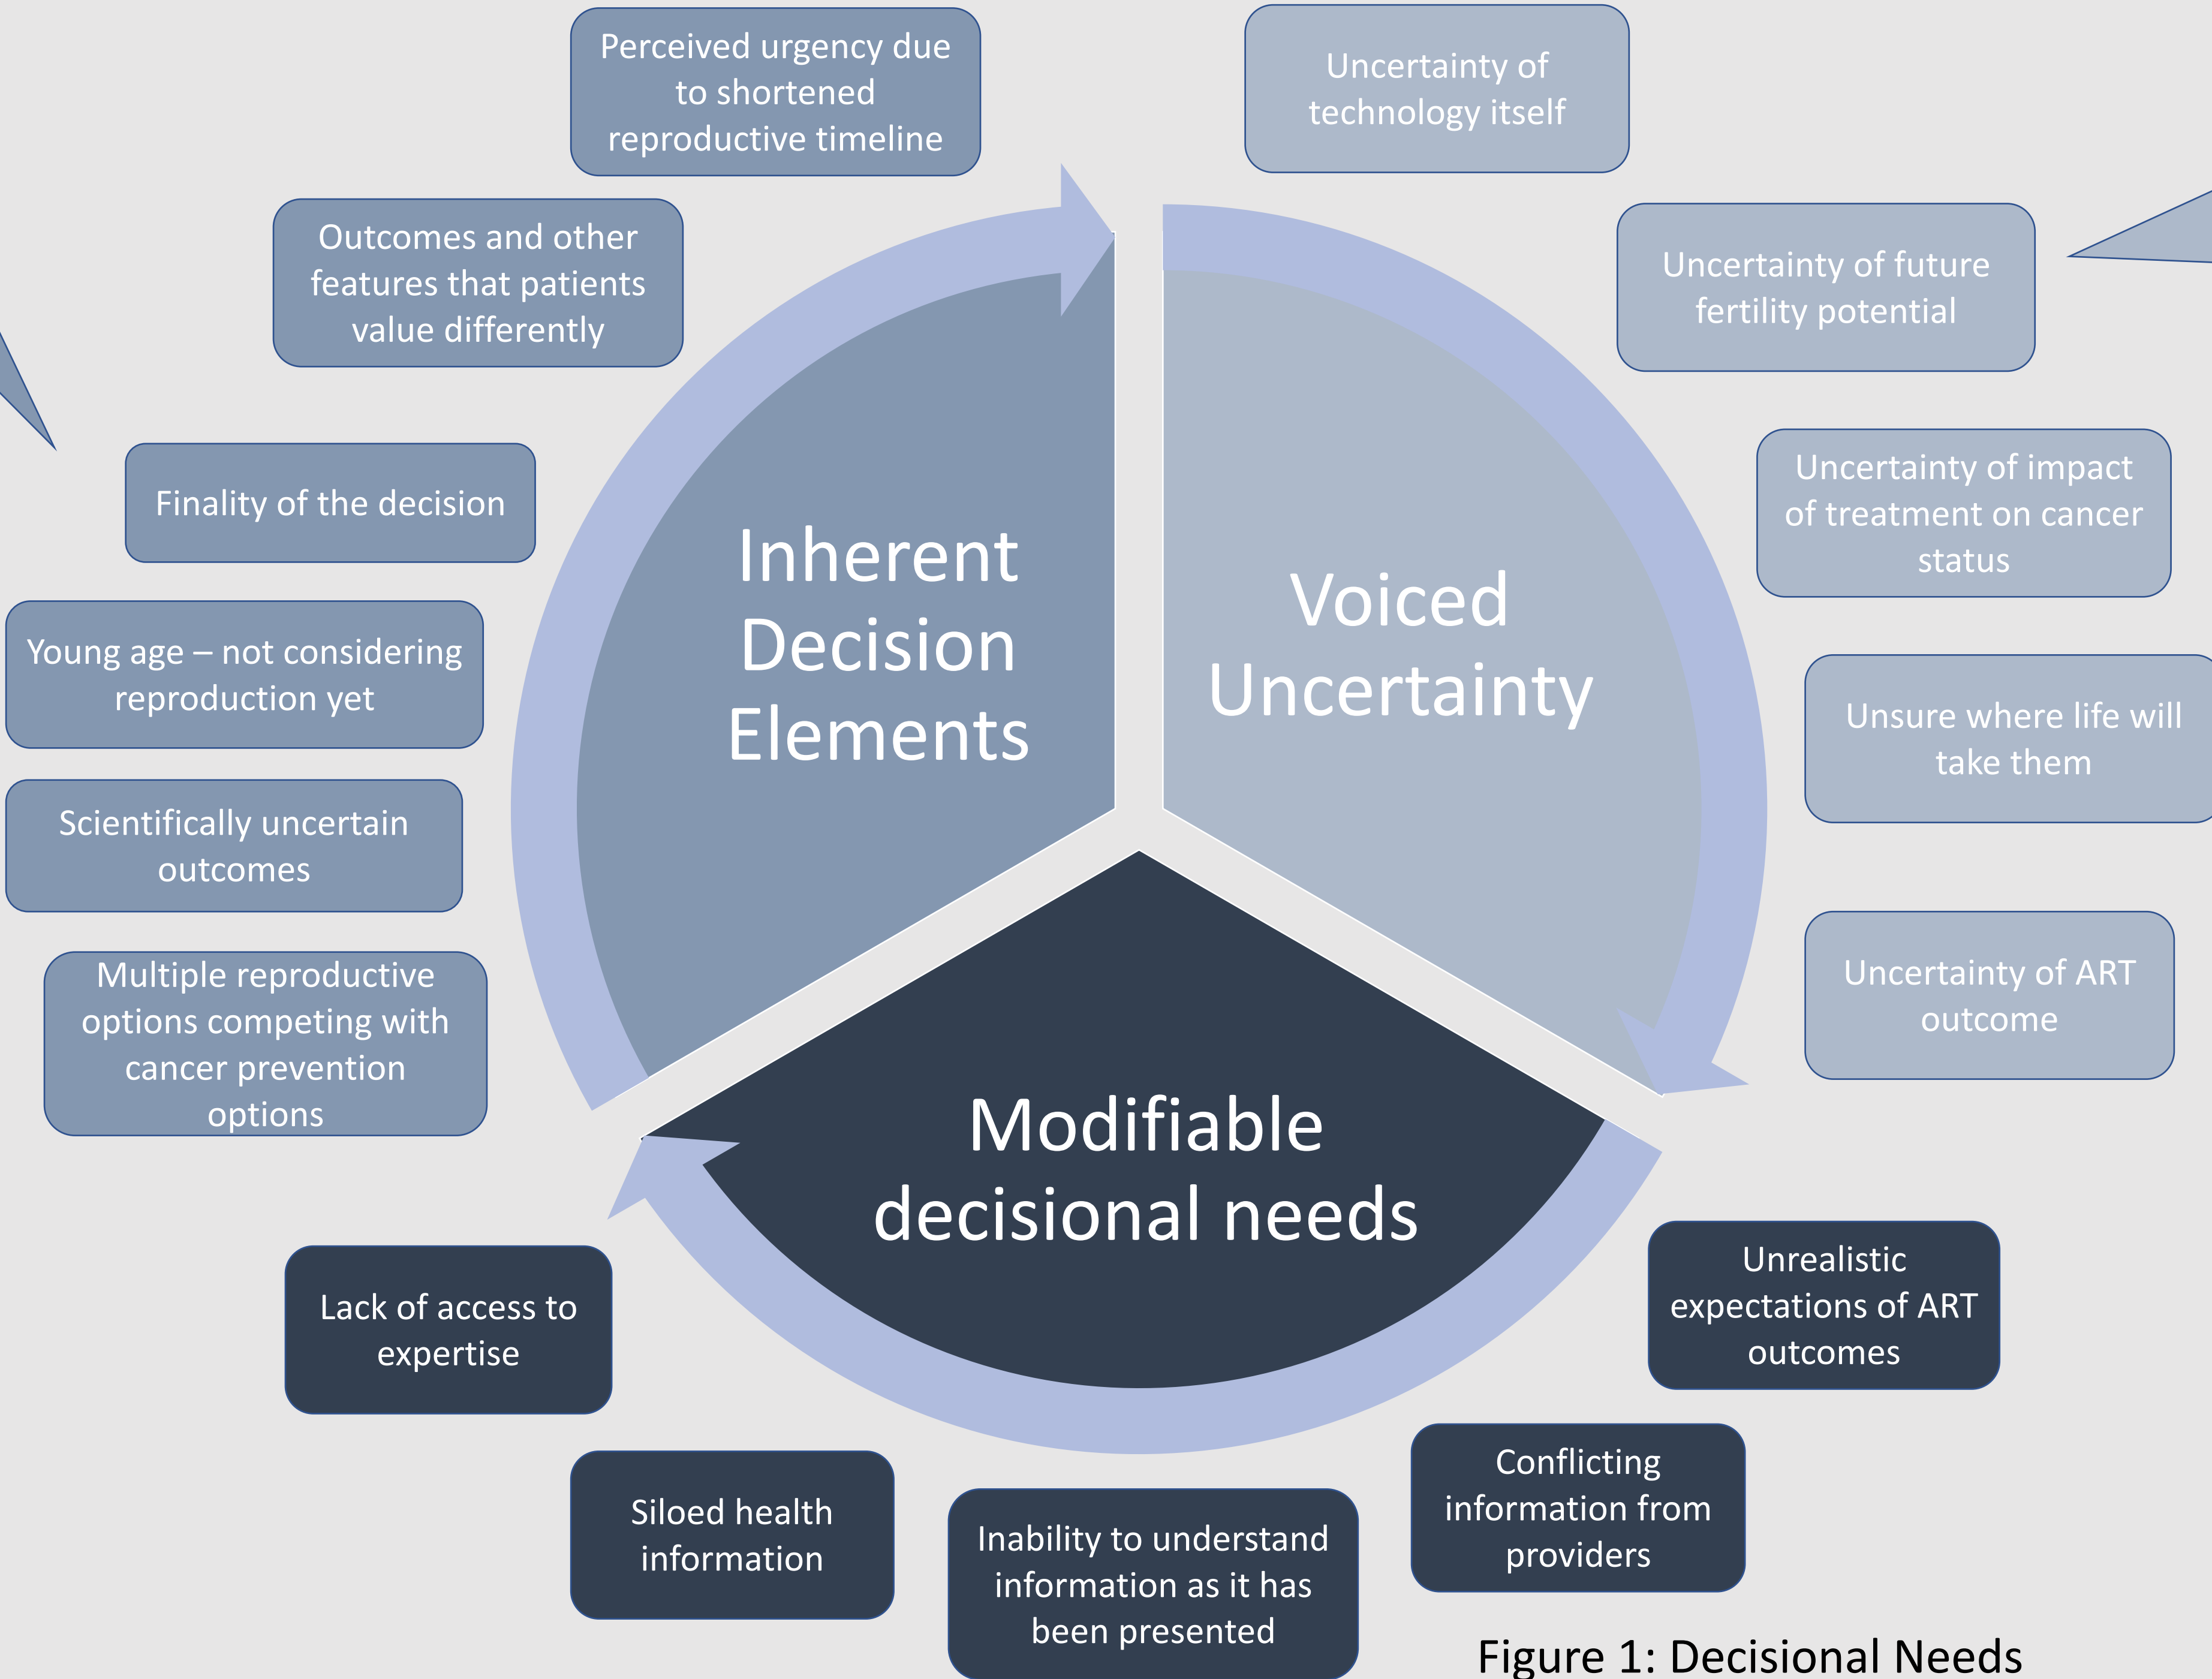 Perceived urgency due
to shortened
reproductive timeline
Uncertainty of
technology itself
Outcomes and other
features that patients
value differently
Uncertainty of future
fertility potential
Finality of the decision
Uncertainty of impact
of treatment on cancer
status
Inherent
Decision
Elements
Voiced
Uncertainty
Young age – not considering
reproduction yet
Unsure where life will
take them
Scientifically uncertain
outcomes
Multiple reproductive
options competing with
cancer prevention
options
Uncertainty of ART
outcome
Modifiable
decisional needs
Lack of access to
expertise
Unrealistic
expectations of ART
outcomes
Siloed health
information
Inability to understand
information as it has
been presented
Conflicting
information from
providers
Figure 1: Decisional Needs